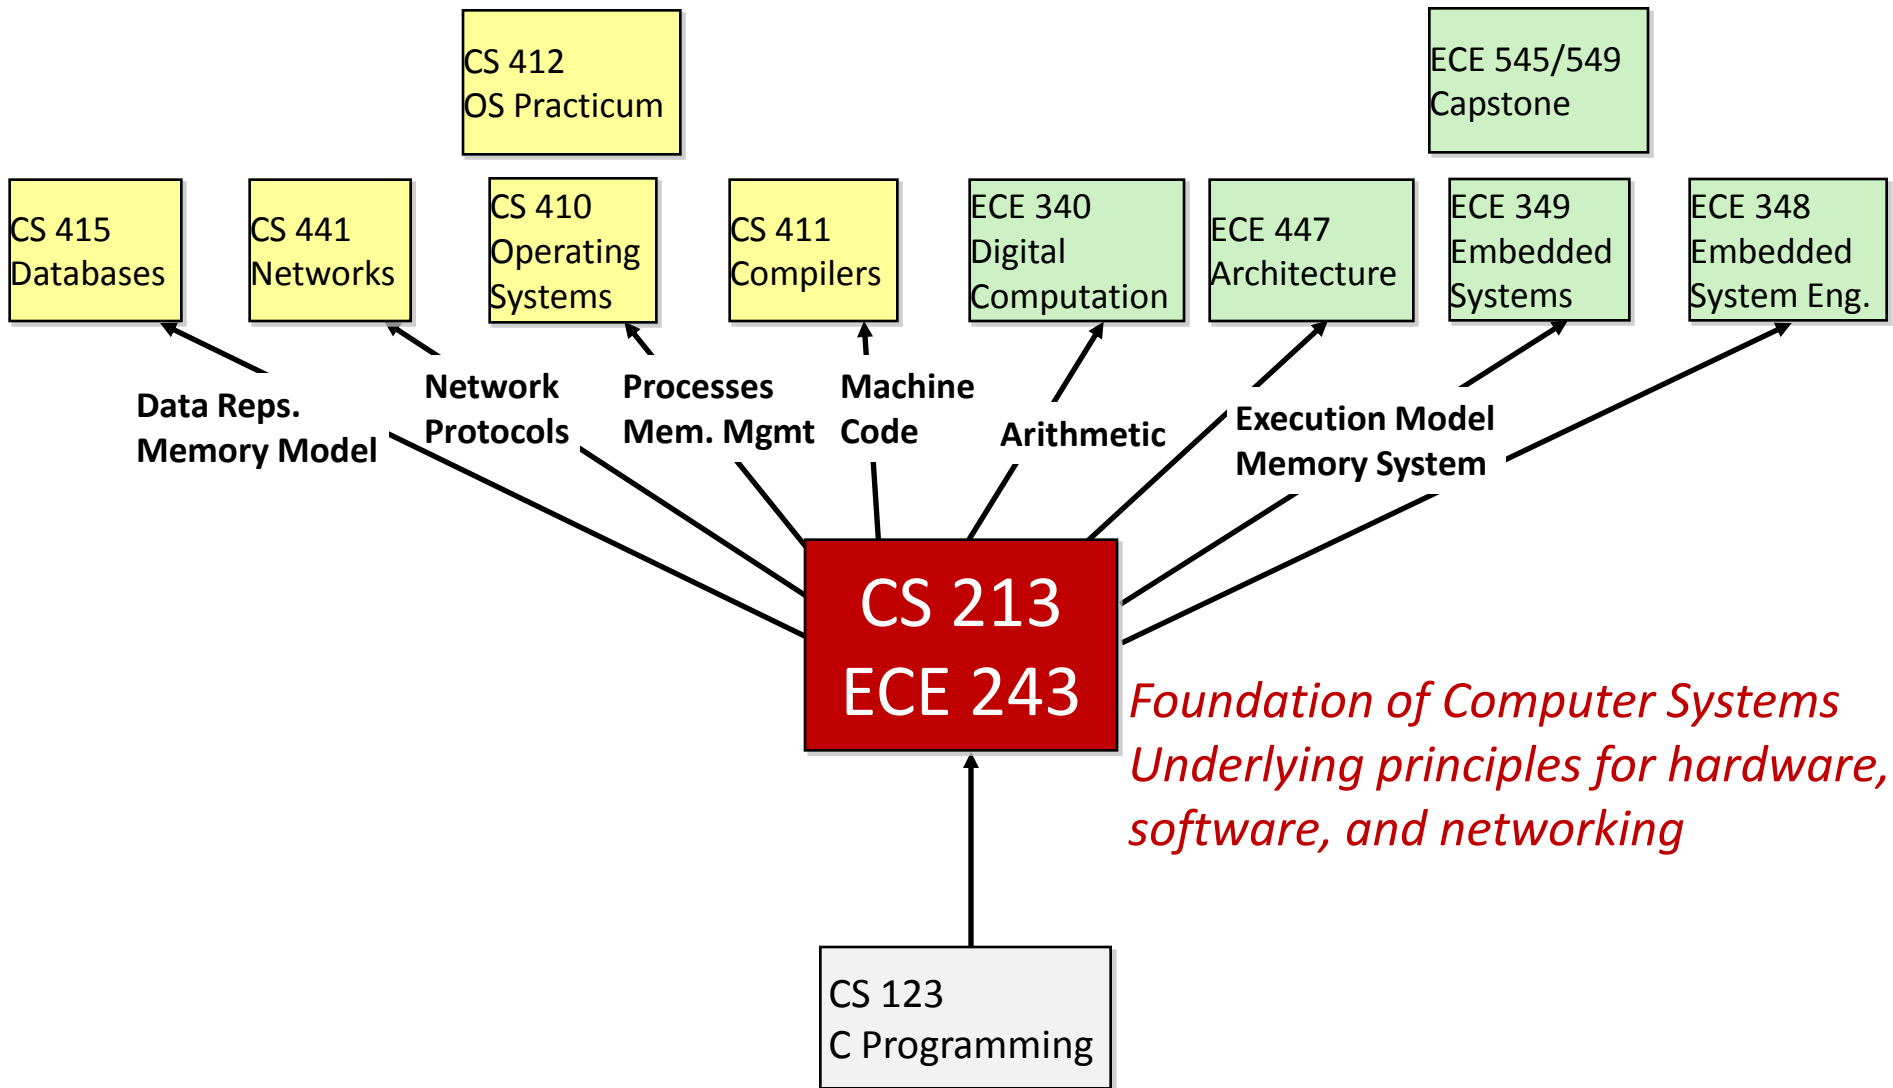 CS 412
OS Practicum
ECE 545/549
Capstone
CS 415
Databases
CS 441
Networks
CS 410
Operating
Systems
CS 411
Compilers
ECE 340
Digital
Computation
ECE 447
Architecture
ECE 349
Embedded
Systems
ECE 348
Embedded
System Eng.
Data Reps.
Memory Model
Network
Protocols
Processes
Mem. Mgmt
Machine
Code
Arithmetic
Execution Model
Memory System
CS 213
ECE 243
Foundation of Computer Systems
Underlying principles for hardware,
software, and networking
CS 123
C Programming